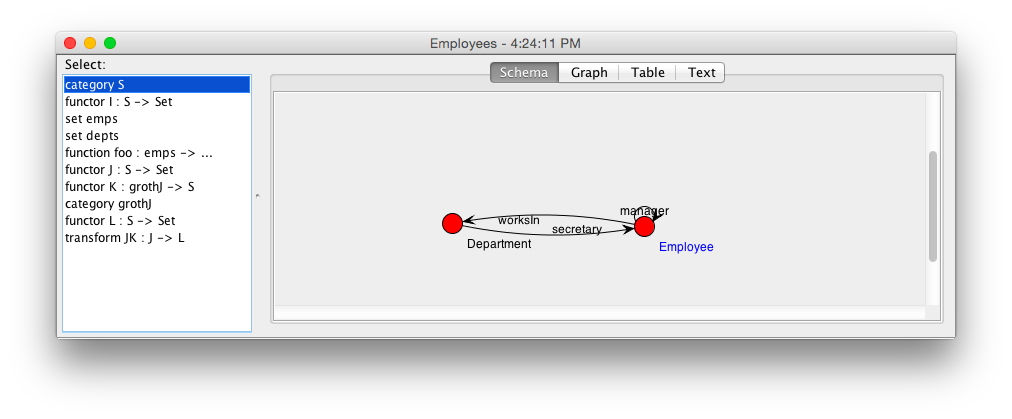 Employees - 4:24:11 PM
Select:
category S
functor I : S -> Set
set emps
set depts
function foo : emps -> ...
functor J : S -> Set
functor K : grothJ -> S
category grothJ
functor L : S -> Set
transform JK : J -> L
Schema Graph Table Text
manager
worksIn
secretary
Department
Employee